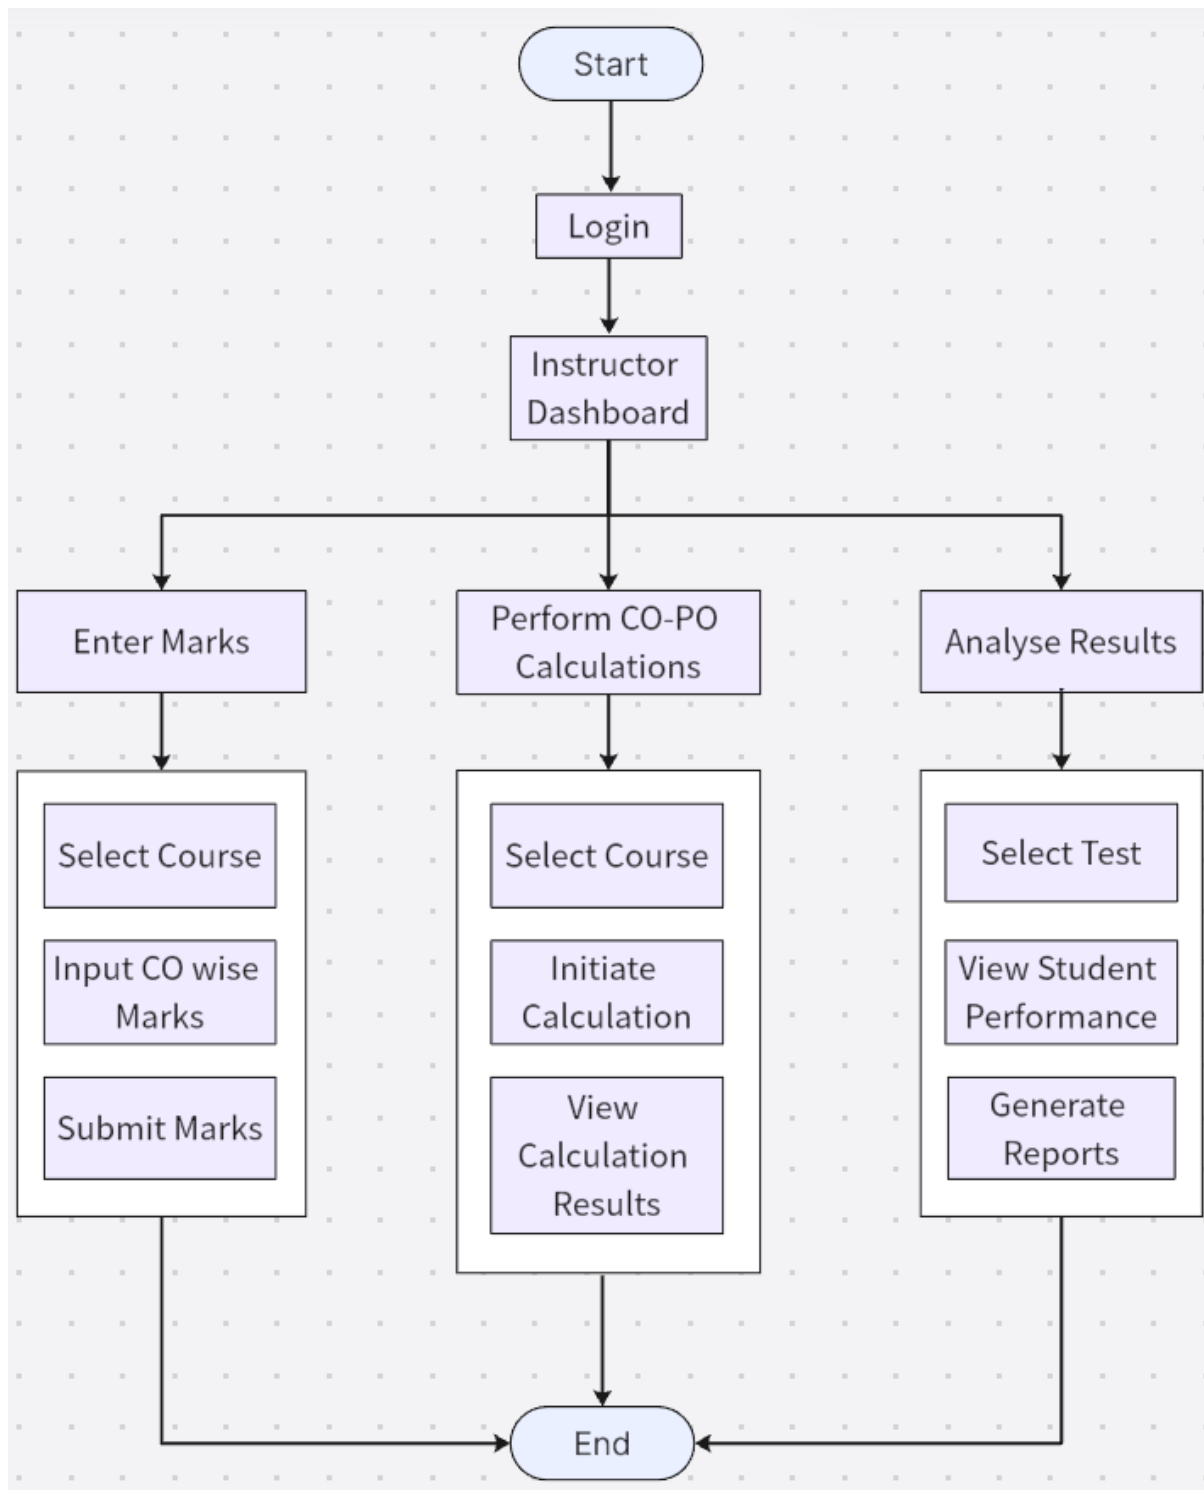 Start
Login
Instructor
Dashboard
Enter Marks
Perform CO-PO
Calculations
Analyse Results
Select Course
Input CO wise
Marks
Submit Marks
Select Course
Initiate
Calculation
View
Calculation
Results
Select Test
View Student
Performance
Generate
Reports
End